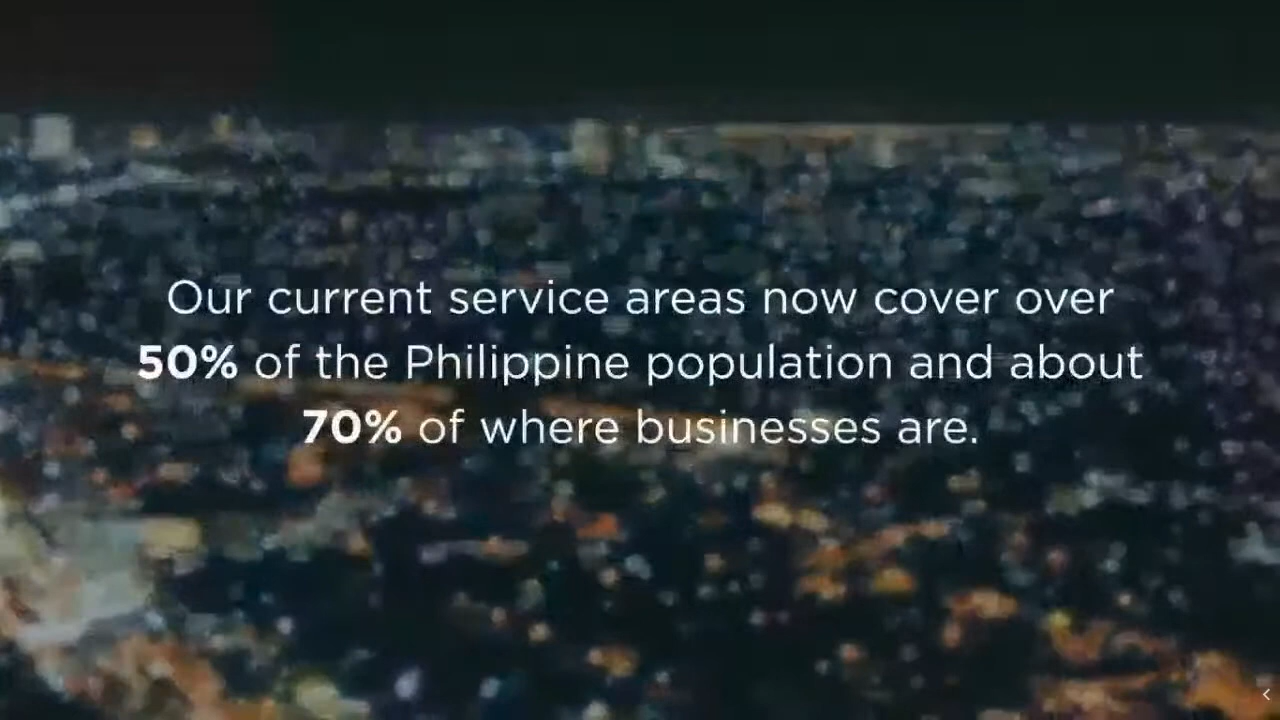 Our current service areas now cover over
50% of the Philippine population and about
70% of where businesses are.